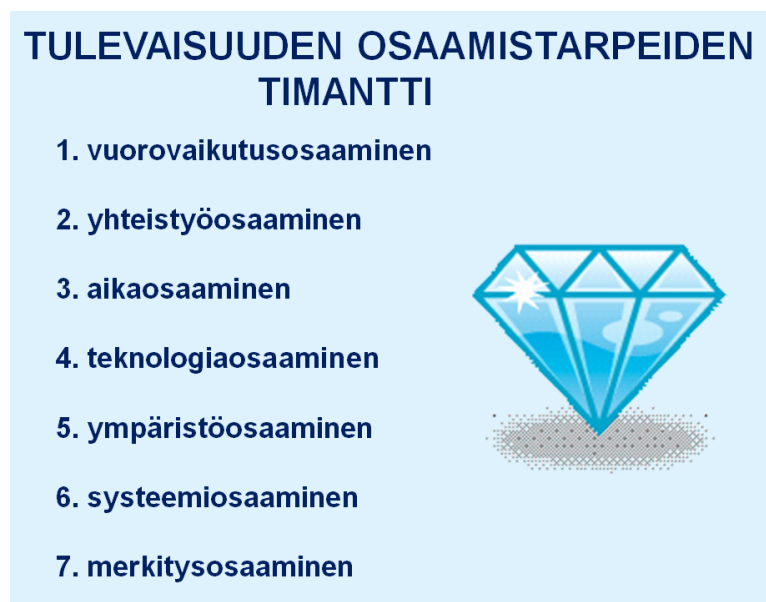 TULEVAISUUDEN OSAAMISTARPEIDEN
TIMANTTI
1. vuorovaikutusosaaminen
2. yhteistyöosaaminen
3. aikaosaaminen
4. teknologiaosaaminen
5. ympäristöosaaminen
6. systeemiosaaminen
7. merkitysosaaminen